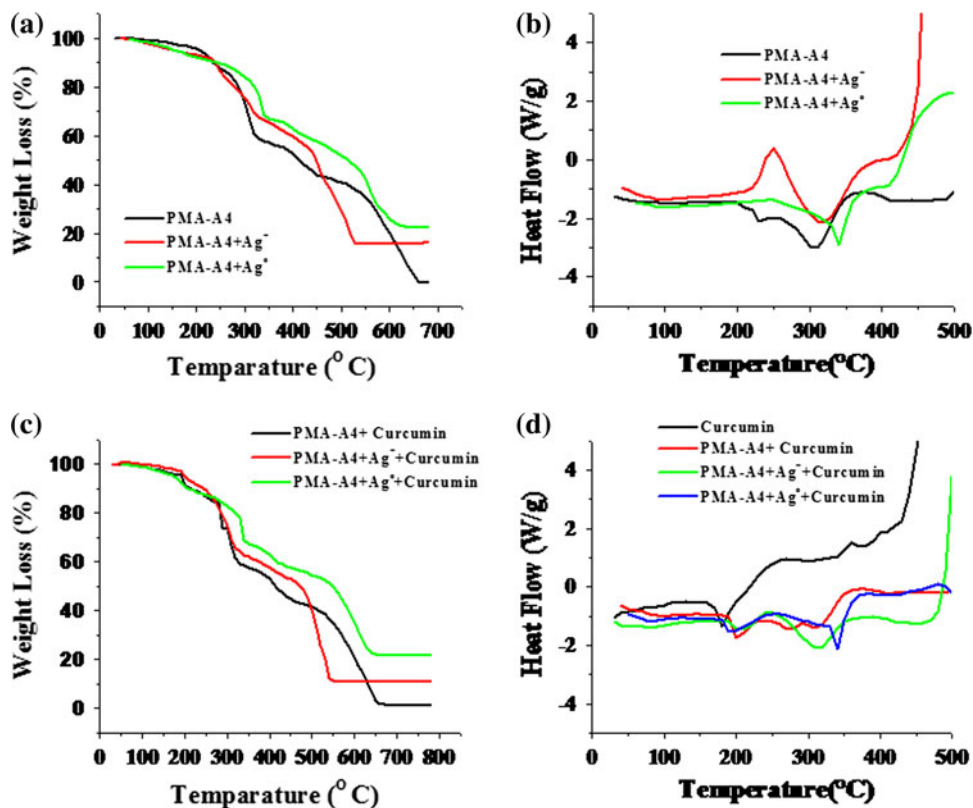 (a)
100
80
60
40
20
0
Weight Loss (%)
PMA-A4
PMA-A4+Ag⁻
PMA-A4+Ag°
0 100 200 300 400 500 600 700
Temparature (° C)
(b)
4
2
0
-2
-4
Heat Flow (W/g)
PMA-A4
PMA-A4+Ag⁻
PMA-A4+Ag°
0 100 200 300 400 500
Temperature(°C)
(c)
100
80
60
40
20
0
Weight Loss (%)
PMA-A4+ Curcumin
PMA-A4+Ag⁻+Curcumin
PMA-A4+Ag°+Curcumin
0 100 200 300 400 500 600 700 800
Temparature (° C)
(d)
4
2
0
-2
-4
Heat Flow (W/g)
Curcumin
PMA-A4+ Curcumin
PMA-A4+Ag⁻+Curcumin
PMA-A4+Ag°+Curcumin
0 100 200 300 400 500
Temperature(°C)